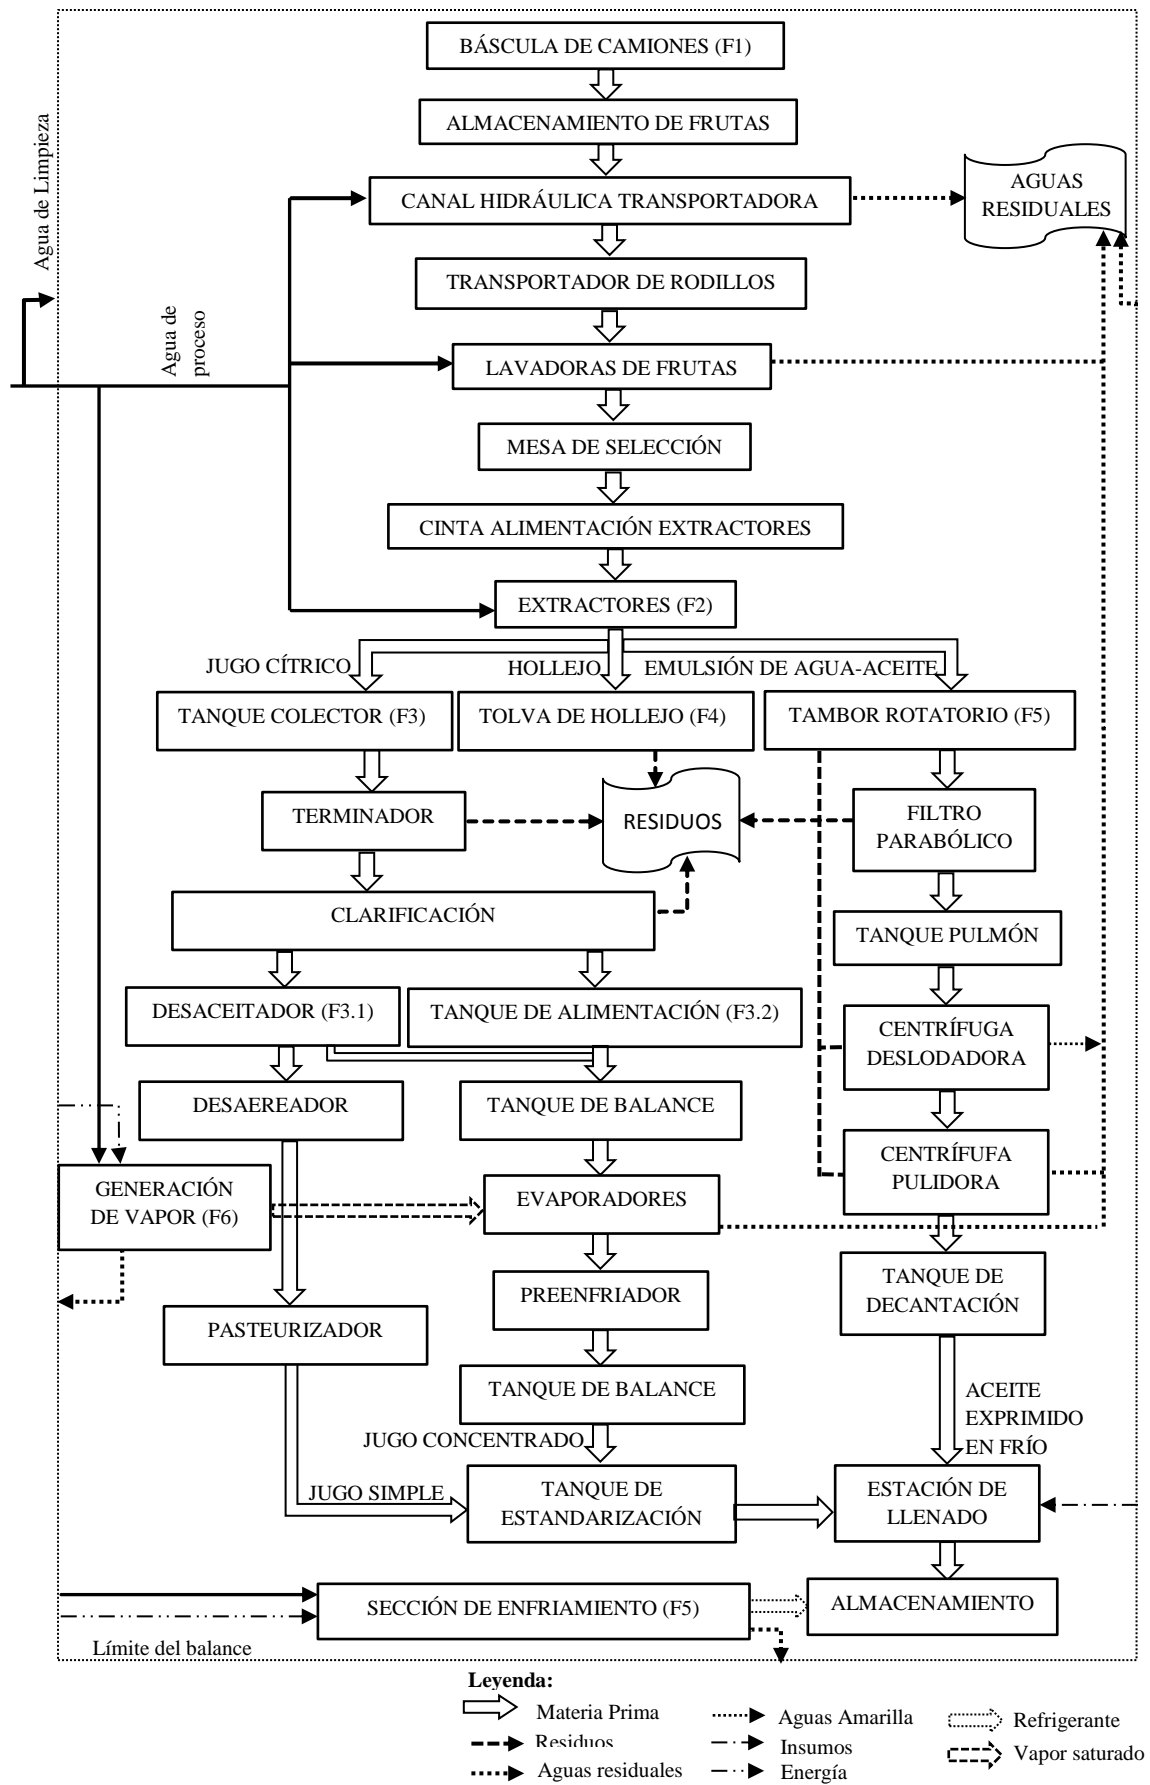 BÁSCULA DE CAMIONES (F1)
ALMACENAMIENTO DE FRUTAS
Agua de Limpieza
CANAL HIDRÁULICA TRANSPORTADORA
AGUAS
RESIDUALES
TRANSPORTADOR DE RODILLOS
Agua de
proceso
LAVADORAS DE FRUTAS
MESA DE SELECCIÓN
CINTA ALIMENTACIÓN EXTRACTORES
EXTRACTORES (F2)
JUGO CÍTRICO
HOLLEJO
EMULSIÓN DE AGUA-ACEITE
TANQUE COLECTOR (F3)
TOLVA DE HOLLEJO (F4)
TAMBOR ROTATORIO (F5)
TERMINADOR
RESIDUOS
FILTRO
PARABÓLICO
CLARIFICACIÓN
TANQUE PULMÓN
DESACEITADOR (F3.1)
TANQUE DE ALIMENTACIÓN (F3.2)
CENTRÍFUGA
DESLODADORA
DESAEREADOR
TANQUE DE BALANCE
CENTRÍFUFA
PULIDORA
GENERACIÓN
DE VAPOR (F6)
EVAPORADORES
PREENFRIADOR
TANQUE DE
DECANTACIÓN
PASTEURIZADOR
TANQUE DE BALANCE
ACEITE
EXPRIMIDO
EN FRÍO
JUGO CONCENTRADO
JUGO SIMPLE
TANQUE DE
ESTANDARIZACIÓN
ESTACIÓN DE
LLENADO
SECCIÓN DE ENFRIAMIENTO (F5)
ALMACENAMIENTO
Límite del balance
Leyenda:
Materia Prima
Aguas Amarilla
Refrigerante
Residuos
Insumos
Vapor saturado
Aguas residuales
Energía